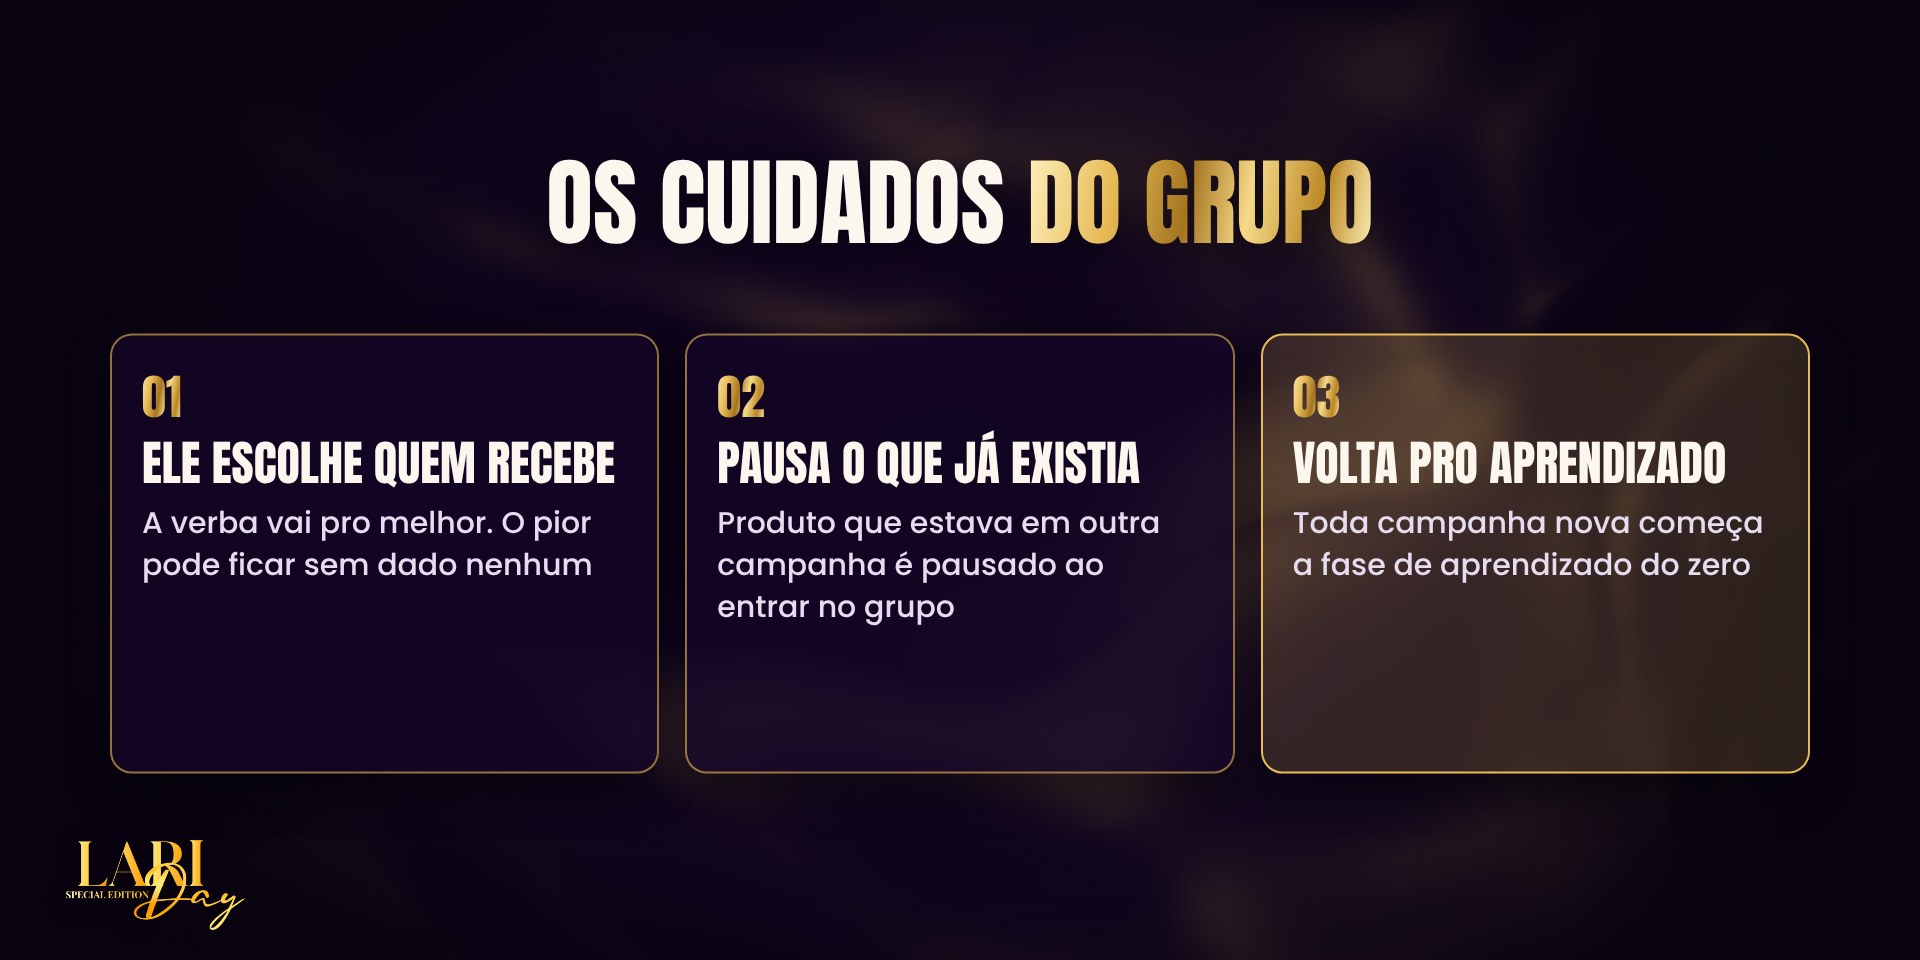 OS CUIDADOS DO GRUPO
01
ELE ESCOLHE QUEM RECEBE
A verba vai pro melhor. O pior
pode ficar sem dado nenhum
02
PAUSA O QUE JÁ EXISTIA
Produto que estava em outra
campanha é pausado ao
entrar no grupo
03
VOLTA PRO APRENDIZADO
Toda campanha nova começa
a fase de aprendizado do zero
LABI
SPECIAL EDITION Day